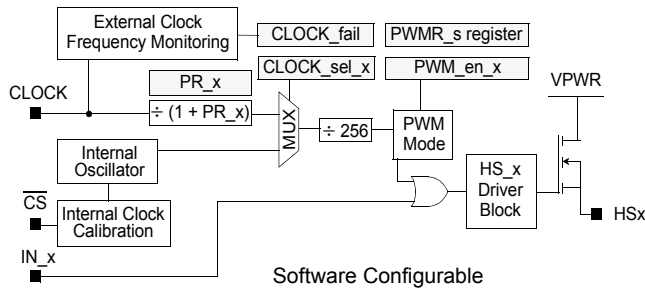 External Clock
Frequency Monitoring
CLOCK_fail
PWMR_s register
PR_x
CLOCK_sel_x
PWM_en_x
VPWR
CLOCK
÷ (1 + PR_x)
MUX
÷ 256
PWM
Mode
Internal
Oscillator
HS_x
Driver
Block
CS
Internal Clock
Calibration
HSx
IN_x
Software Configurable